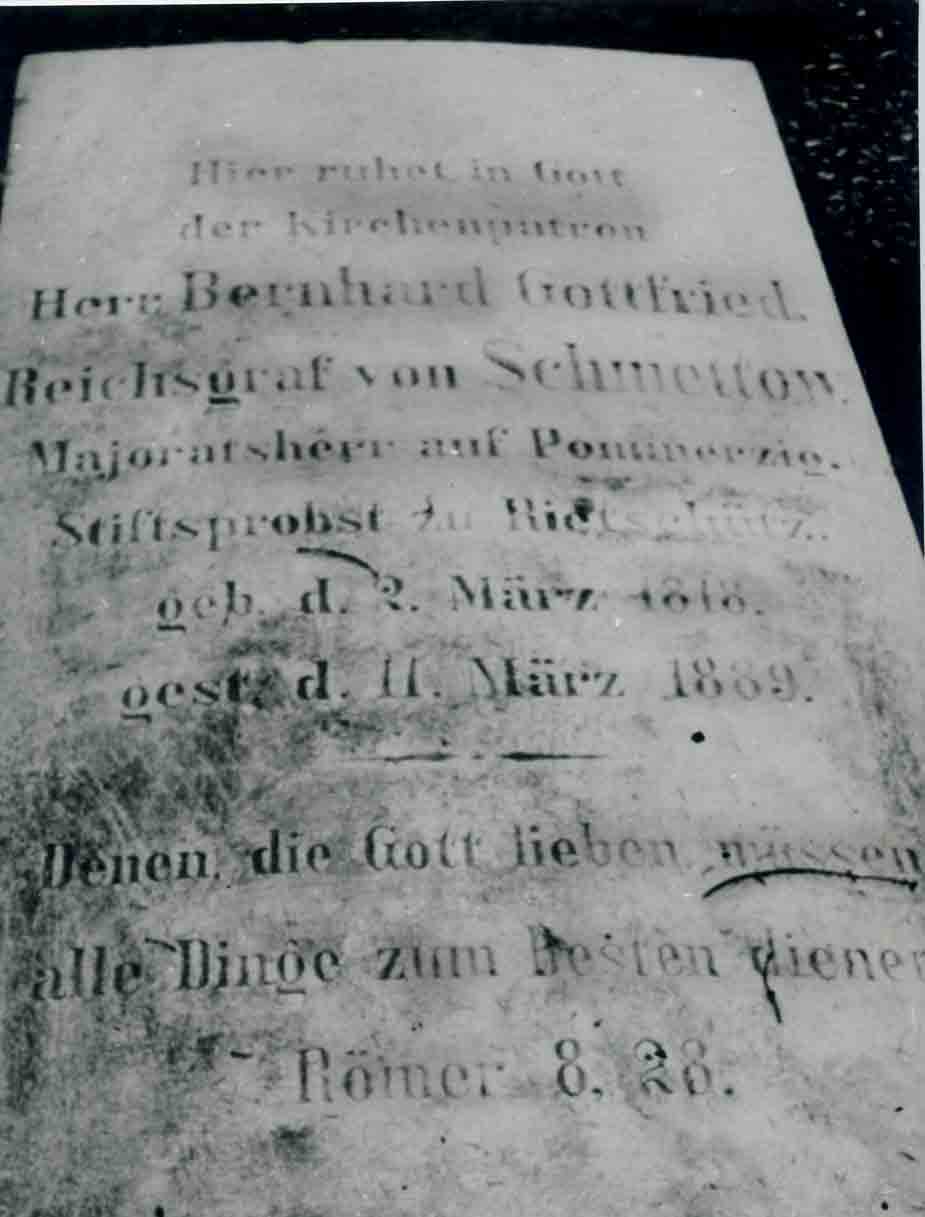 Hier ruhet in Gott
der Kirchenpatron
Herr Bernhard Gottfried,
Reichsgraf von Schmettow,
Majoratsherr auf Pommerzig,
Stiftsprobst zu Rietschütz,
geb. d. 2. März 1818.
gest. d. 11. März 1889.
Denen, die Gott lieben müssen
alle Dinge zum Besten dienen
Römer 8, 28.